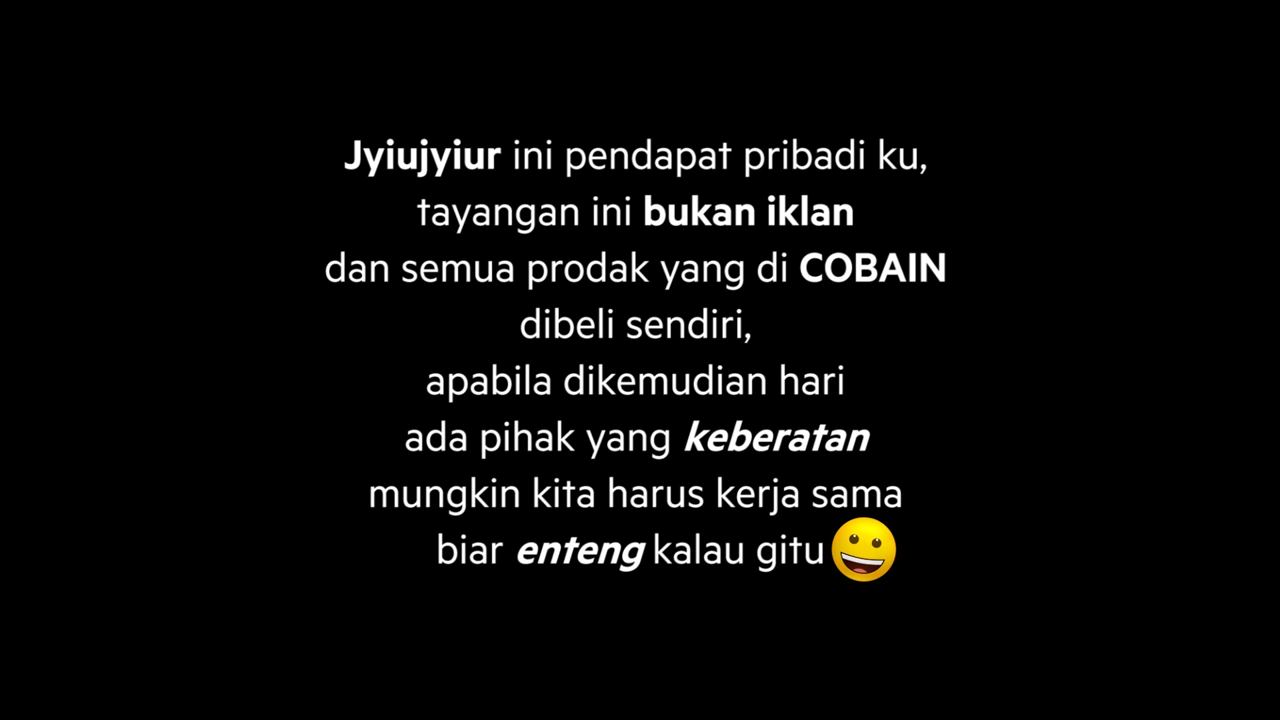 Jyiujyiur ini pendapat pribadi ku,
tayangan ini bukan iklan
dan semua prodak yang di COBAIN
dibeli sendiri,
apabila dikemudian hari
ada pihak yang keberatan
mungkin kita harus kerja sama
biar enteng kalau gitu